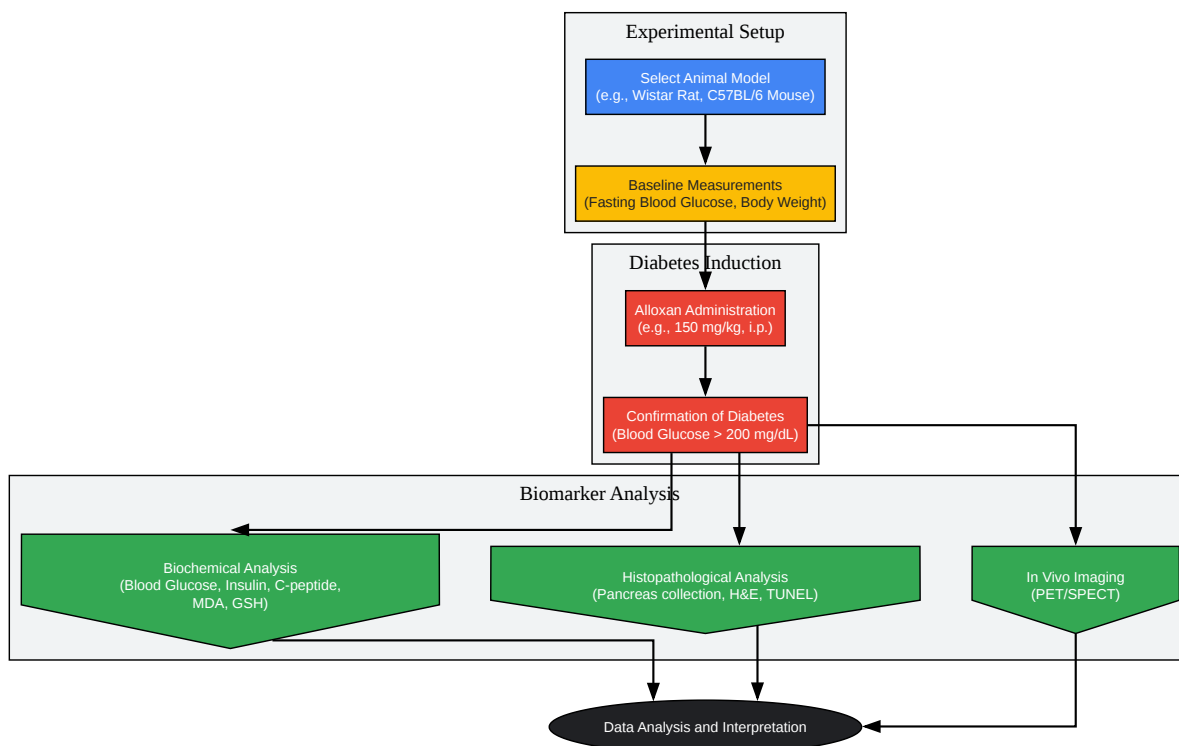 Experimental Setup
Select Animal Model
(e.g., Wistar Rat, C57BL/6 Mouse)
Baseline Measurements
(Fasting Blood Glucose, Body Weight)
Diabetes Induction
Alloxan Administration
(e.g., 150 mg/kg, i.p.)
Confirmation of Diabetes
(Blood Glucose > 200 mg/dL)
Biomarker Analysis
Biochemical Analysis
(Blood Glucose, Insulin, C-peptide,
MDA, GSH)
Histopathological Analysis
(Pancreas collection, H&E, TUNEL)
In Vivo Imaging
(PET/SPECT)
Data Analysis and Interpretation